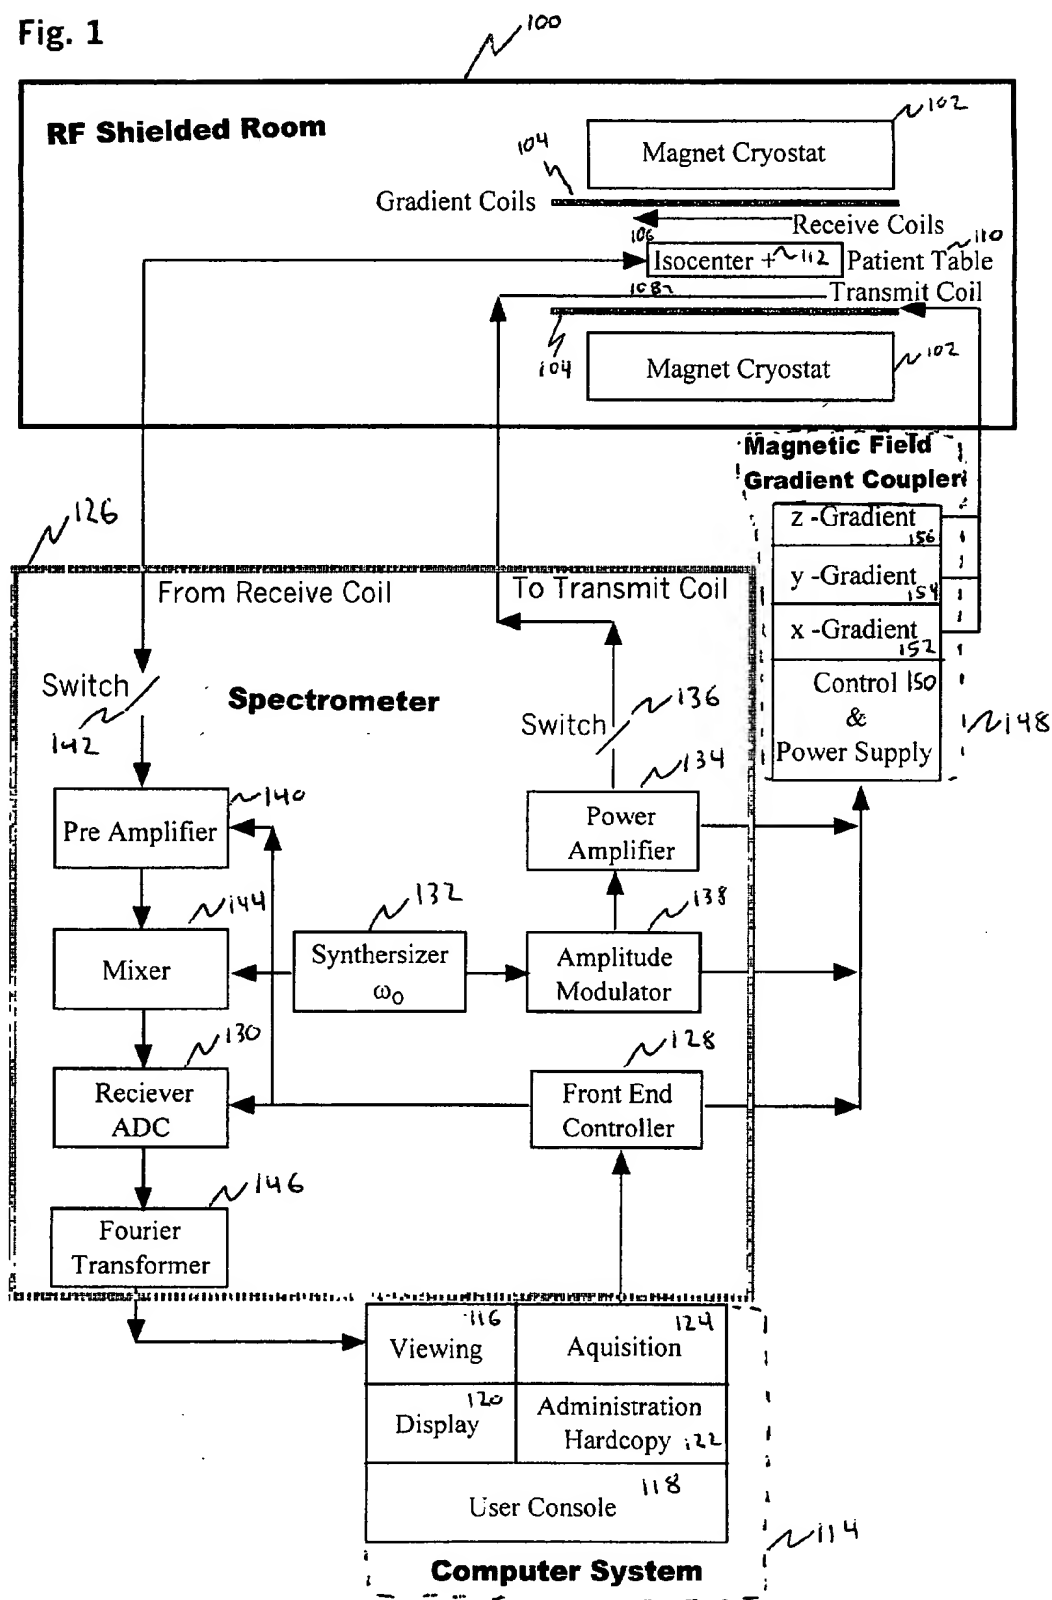 Fig. 1
100
RF Shielded Room
102
Magnet Cryostat
104
Gradient Coils
Receive Coils
106
110
Isocenter + 112
Patient Table
108
Transmit Coil
104
102
Magnet Cryostat
Magnetic Field
Gradient Coupler
z -Gradient
156
y -Gradient
154
x -Gradient
152
Control 150
&
Power Supply
148
126
From Receive Coil
To Transmit Coil
Switch
142
Spectrometer
136
Switch
134
Power
Amplifier
140
Pre Amplifier
144
Mixer
132
Synthersizer
ω₀
138
Amplitude
Modulator
130
Reciever
ADC
128
Front End
Controller
146
Fourier
Transformer
116
Viewing
124
Aquisition
120
Display
Administration
Hardcopy 122
118
User Console
114
Computer System